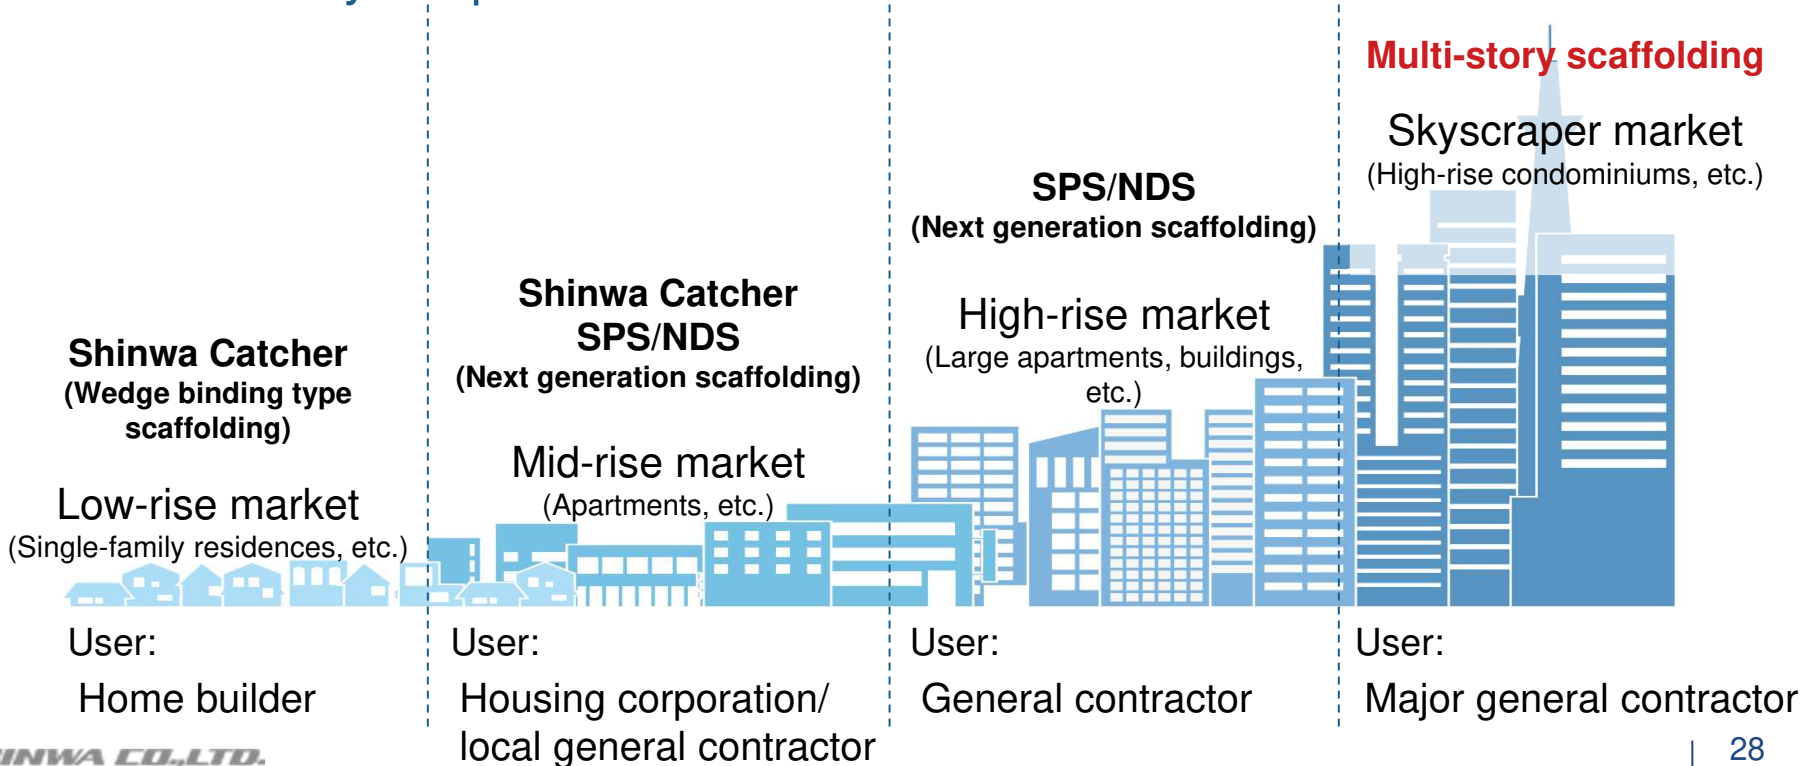 Multi-story scaffolding
Skyscraper market
(High-rise condominiums, etc.)
SPS/NDS
(Next generation scaffolding)
High-rise market
(Large apartments, buildings,
etc.)
Shinwa Catcher
SPS/NDS
(Next generation scaffolding)
Mid-rise market
(Apartments, etc.)
Shinwa Catcher
(Wedge binding type
scaffolding)
Low-rise market
(Single-family residences, etc.)
User:
Home builder
User:
Housing corporation/
local general contractor
User:
General contractor
User:
Major general contractor
CO.,LTD.
| 28